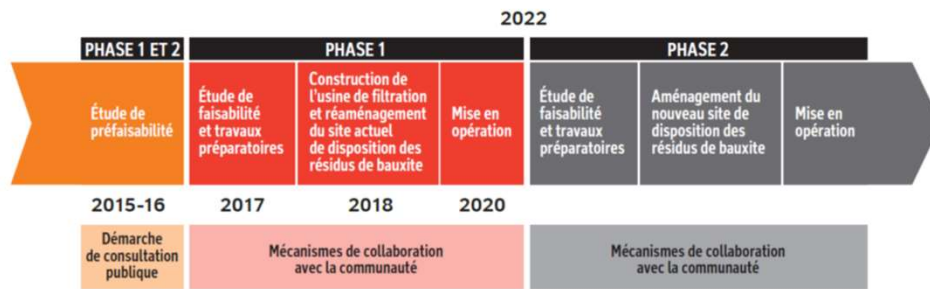 2022
PHASE 1 ET 2
PHASE 1
PHASE 2
Étude de
préfaisabilité
Étude de
faisabilité
et travaux
préparatoires
Construction de
l'usine de filtration
et réaménagement
du site actuel
de disposition des
résidus de bauxite
Mise en
opération
Étude de
faisabilité
et travaux
préparatoires
Aménagement du
nouveau site de
disposition des
résidus de bauxite
Mise en
opération
2015-16
2017
2018
2020
Démarche
de consultation
publique
Mécanismes de collaboration
avec la communauté
Mécanismes de collaboration
avec la communauté